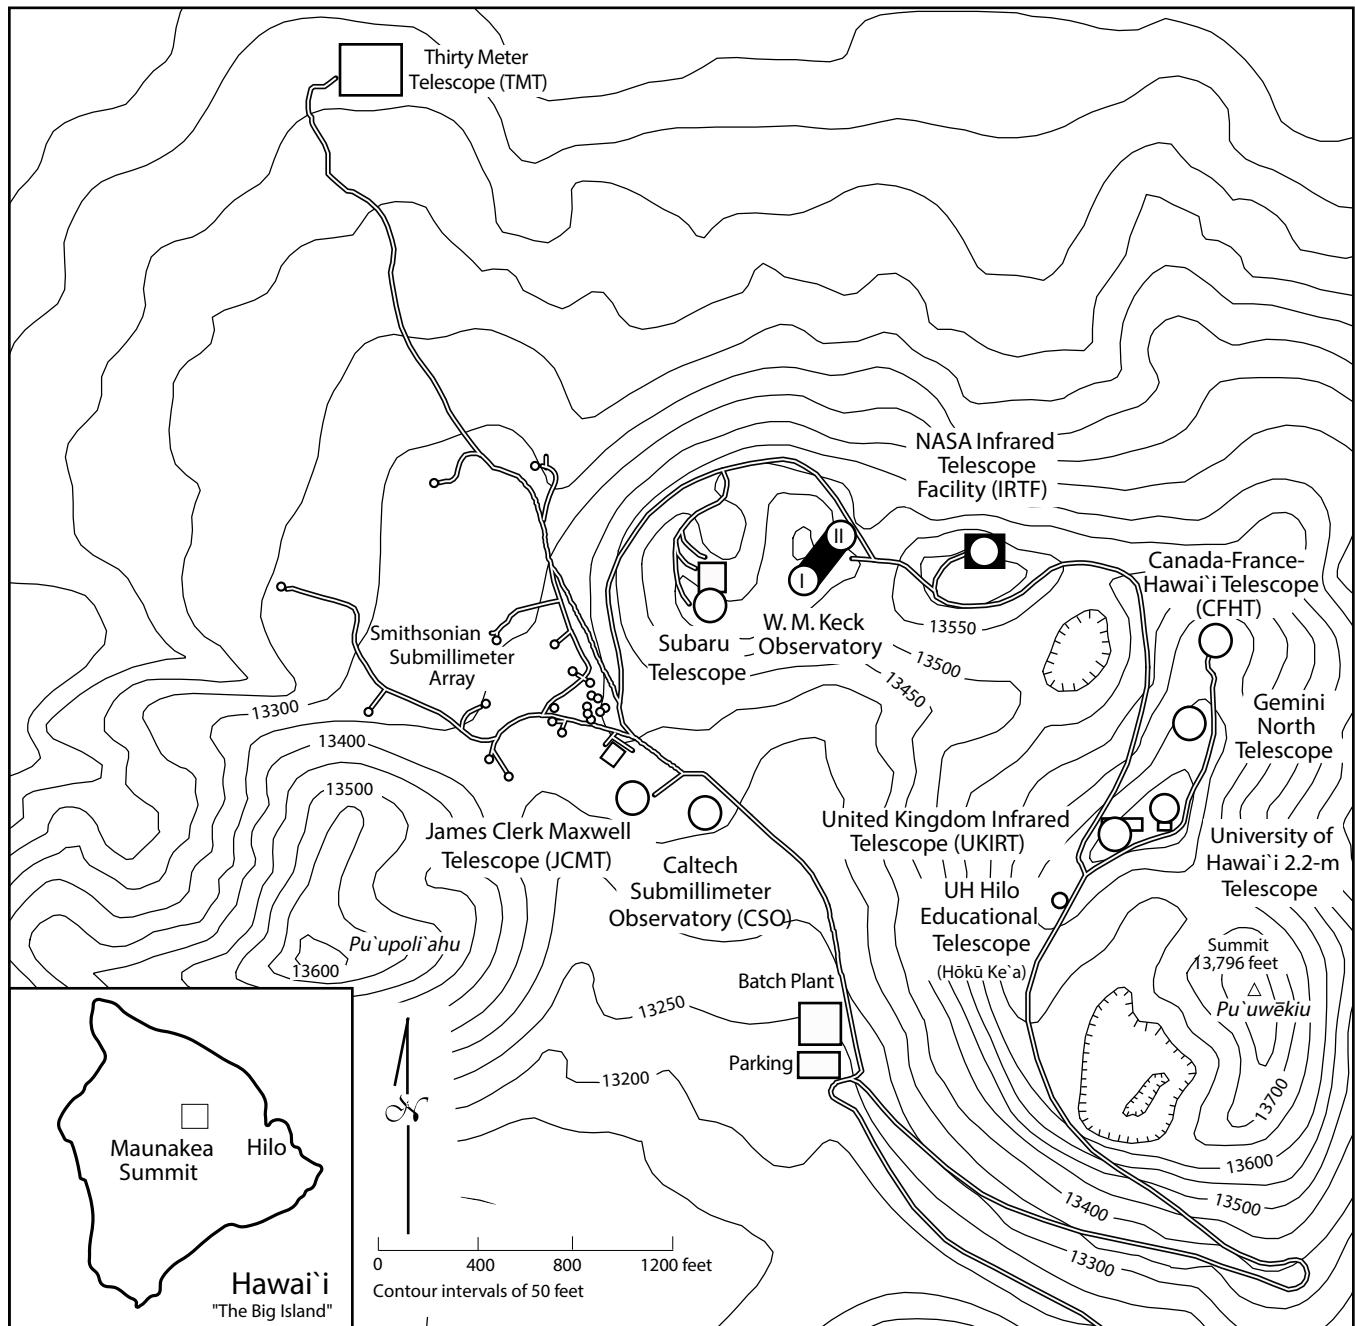 Thirty Meter
Telescope (TMT)
NASA Infrared
Telescope
Facility (IRTF)
Canada-France-
Hawai`i Telescope
(CFHT)
II
I
W. M. Keck
Observatory
Subaru
Telescope
13550
13500
13450
Smithsonian
Submillimeter
Array
Gemini
North
Telescope
13300
13400
13500
James Clerk Maxwell
Telescope (JCMT)
United Kingdom Infrared
Telescope (UKIRT)
University of
Hawai`i 2.2-m
Telescope
Caltech
Submillimeter
Observatory (CSO)
UH Hilo
Educational
Telescope
(Hōkū Ke`a)
Pu`upoli`ahu
13600
Summit
13,796 feet
Pu`uwēkiu
Batch Plant
13250
Parking
13200
13700
13600
13500
13400
13300
N
Maunakea
Summit
Hilo
Hawai`i
"The Big Island"
0 400 800 1200 feet
Contour intervals of 50 feet